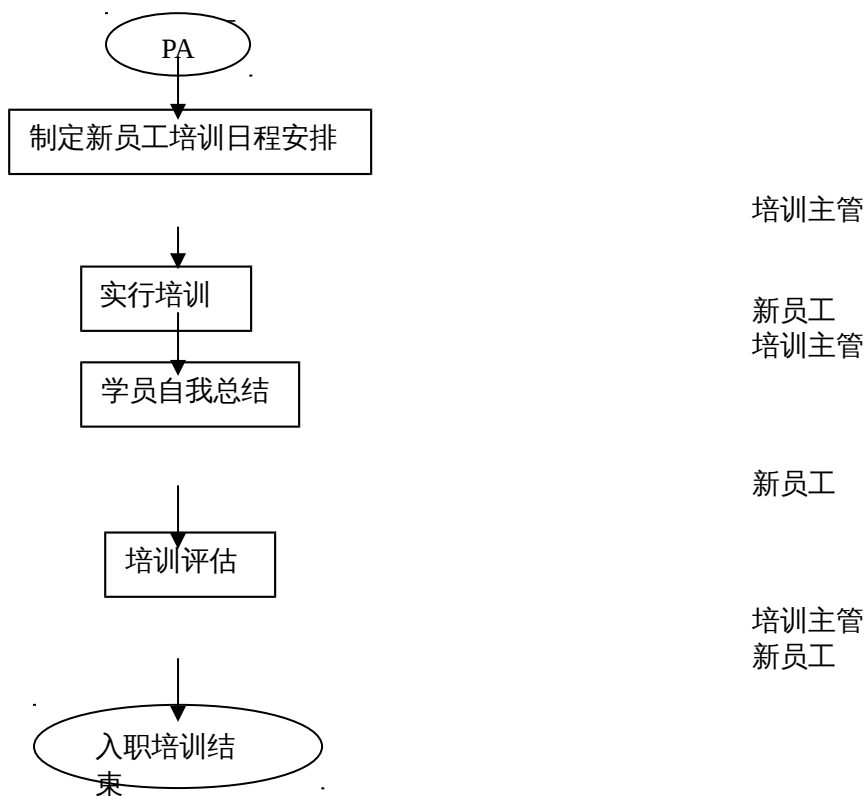 PA
制定新员工培训日程安排
培训主管
实行培训
新员工
培训主管
学员自我总结
新员工
培训评估
培训主管
新员工
入职培训结
束